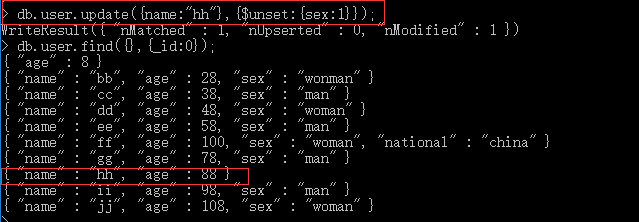 > db.user.update({name:"hh"},{$unset:{sex:1}});
WriteResult({ "nMatched" : 1, "nUpserted" : 0, "nModified" : 1 })
> db.user.find({},{_id:0});
{ "age" : 8 }
{ "name" : "bb", "age" : 28, "sex" : "wonman" }
{ "name" : "cc", "age" : 38, "sex" : "man" }
{ "name" : "dd", "age" : 48, "sex" : "woman" }
{ "name" : "ee", "age" : 58, "sex" : "man" }
{ "name" : "ff", "age" : 100, "sex" : "woman", "national" : "china" }
{ "name" : "gg", "age" : 78, "sex" : "man" }
{ "name" : "hh", "age" : 88 }
{ "name" : "ii", "age" : 98, "sex" : "man" }
{ "name" : "jj", "age" : 108, "sex" : "woman" }